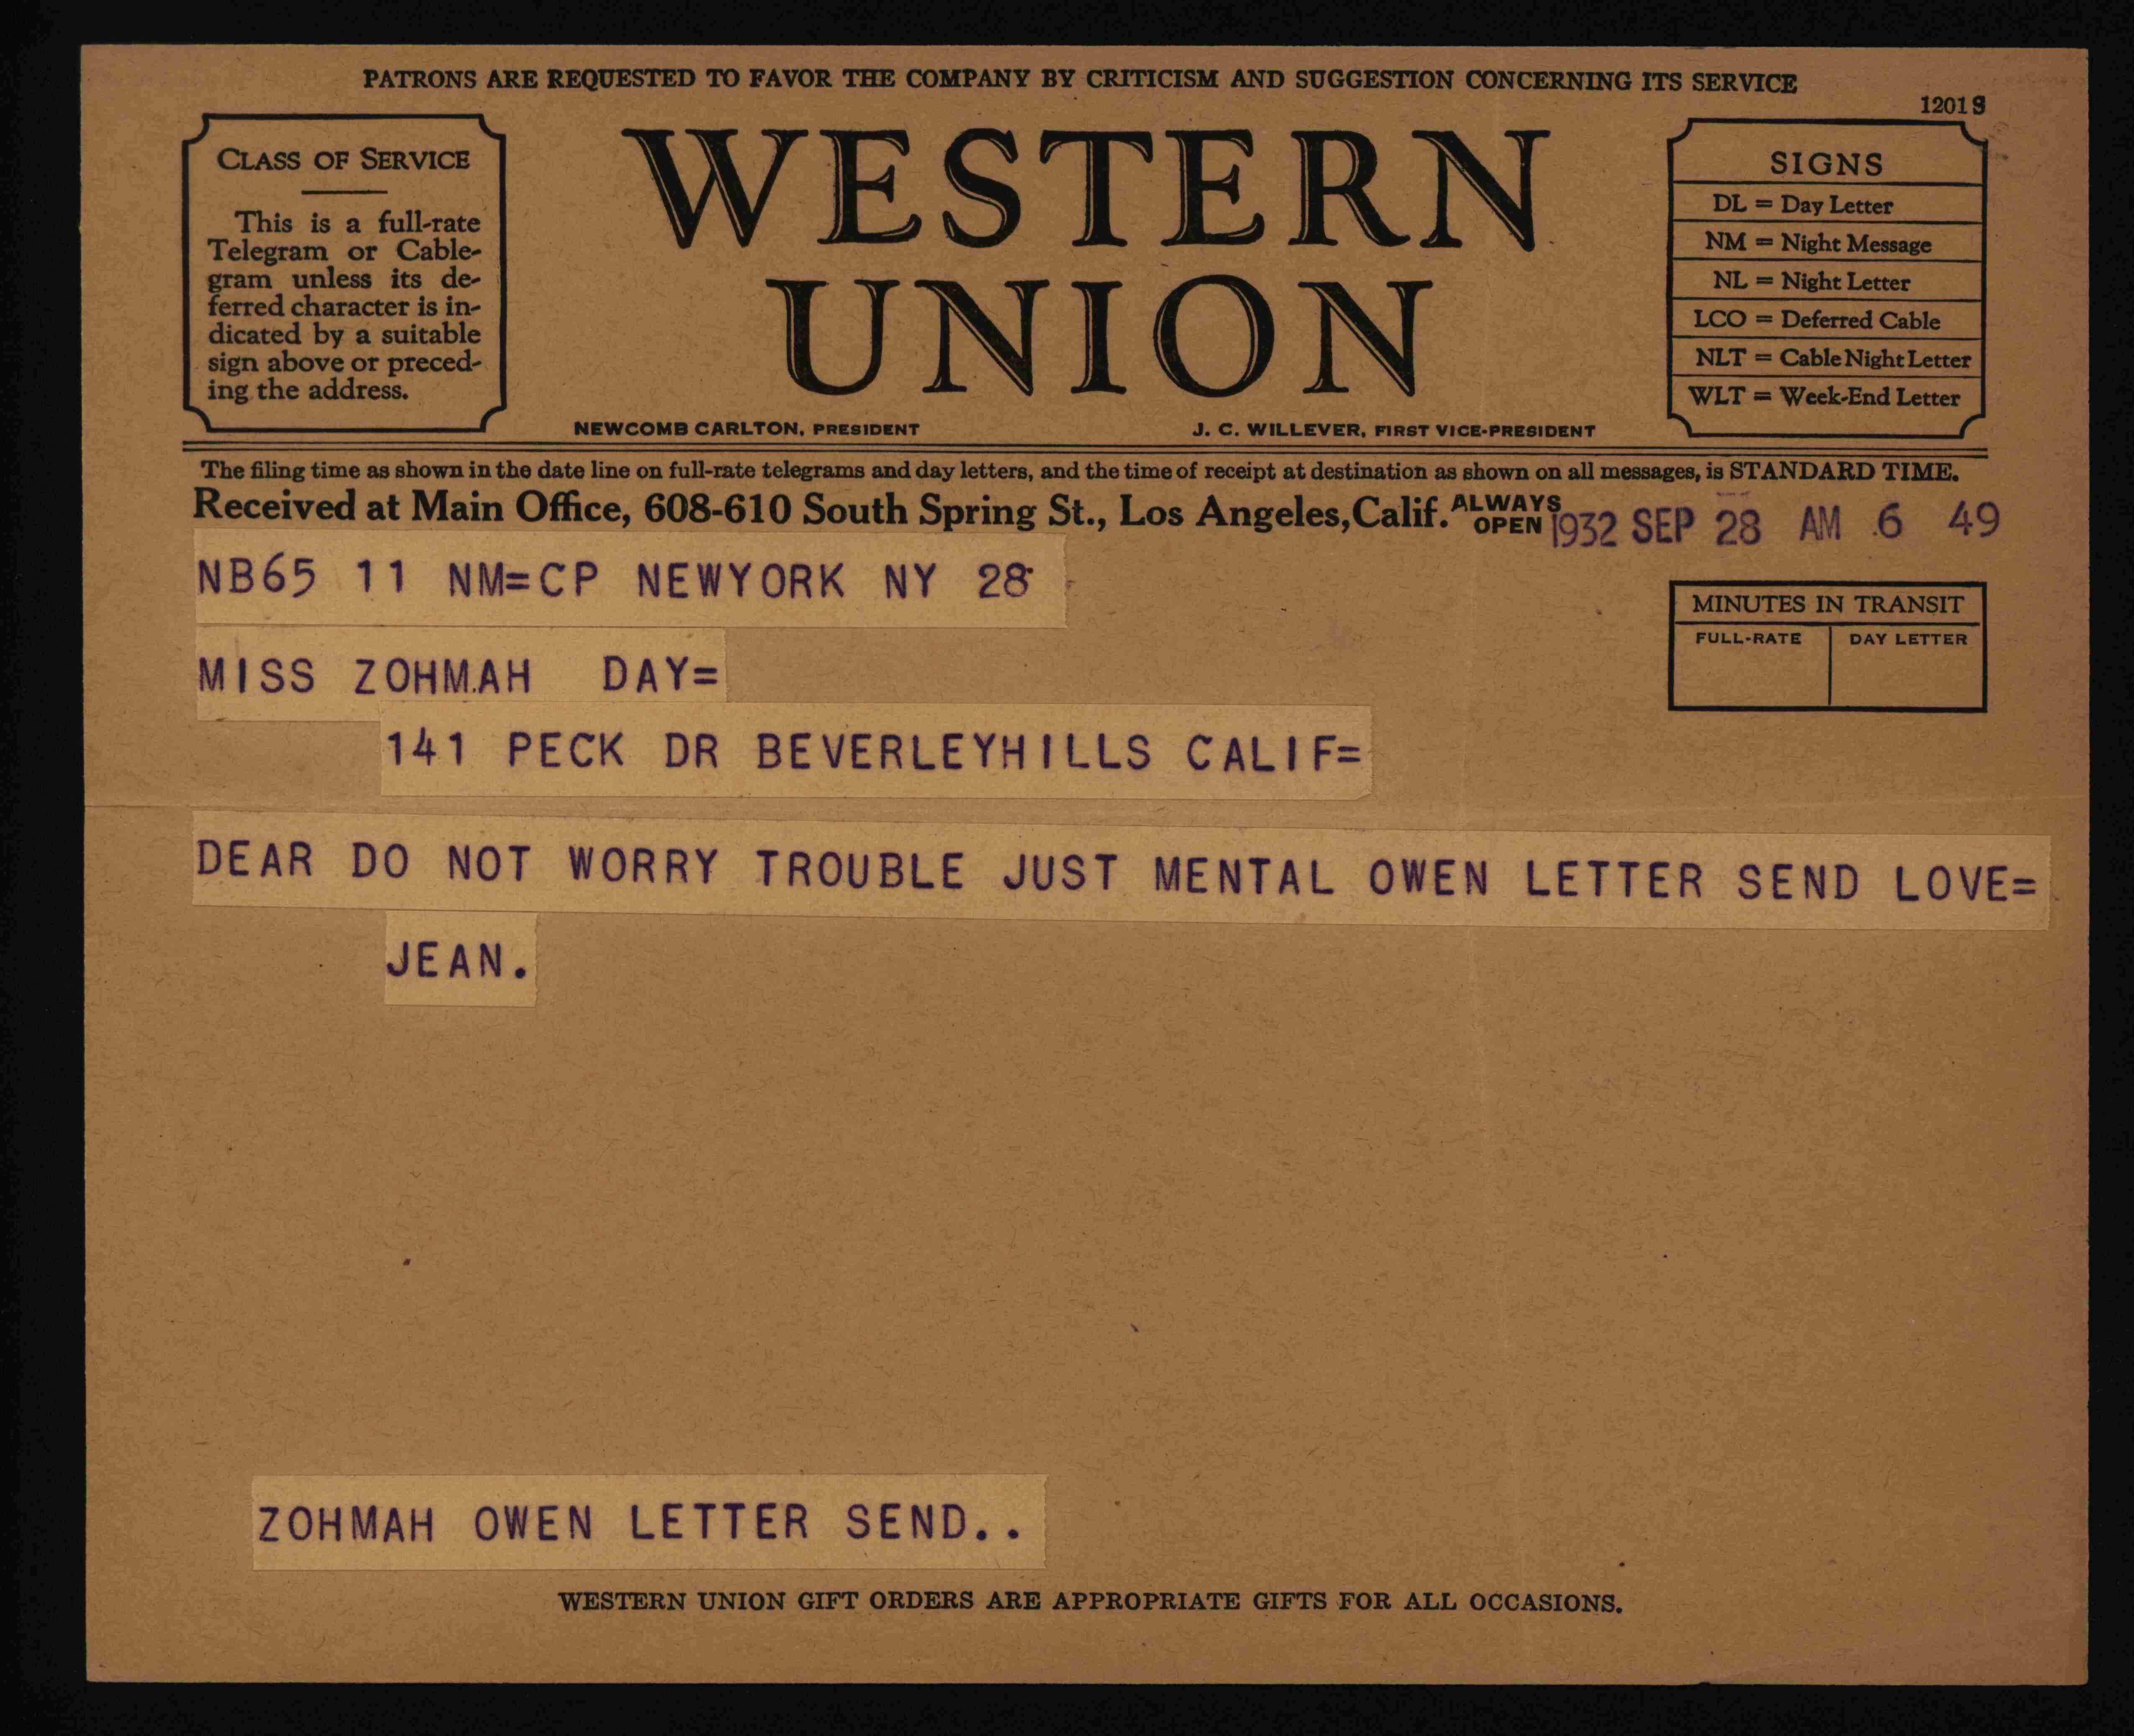 PATRONS ARE REQUESTED TO FAVOR THE COMPANY BY CRITICISM AND SUGGESTION CONCERNING ITS SERVICE
1201S
CLASS OF SERVICE
This is a full-rate
Telegram or Cable-
gram unless its de-
ferred character is in-
dicated by a suitable
sign above or preced-
ing the address.
WESTERN
UNION
NEWCOMB CARLTON, PRESIDENT
J. C. WILLEVER, FIRST VICE-PRESIDENT
SIGNS
DL = Day Letter
NM = Night Message
NL = Night Letter
LCO = Deferred Cable
NLT = Cable Night Letter
WLT = Week-End Letter
The filing time as shown in the date line on full-rate telegrams and day letters, and the time of receipt at destination as shown on all messages, is STANDARD TIME.
Received at Main Office, 608-610 South Spring St., Los Angeles, Calif. ALWAYS OPEN 1932 SEP 28 AM 6 49
NB65 11 NM=CP NEWYORK NY 28
MINUTES IN TRANSIT
FULL-RATE
DAY LETTER
MISS ZOHMAH DAY=
141 PECK DR BEVERLEYHILLS CALIF=
DEAR DO NOT WORRY TROUBLE JUST MENTAL OWEN LETTER SEND LOVE=
JEAN.
ZOHMAH OWEN LETTER SEND..
WESTERN UNION GIFT ORDERS ARE APPROPRIATE GIFTS FOR ALL OCCASIONS.